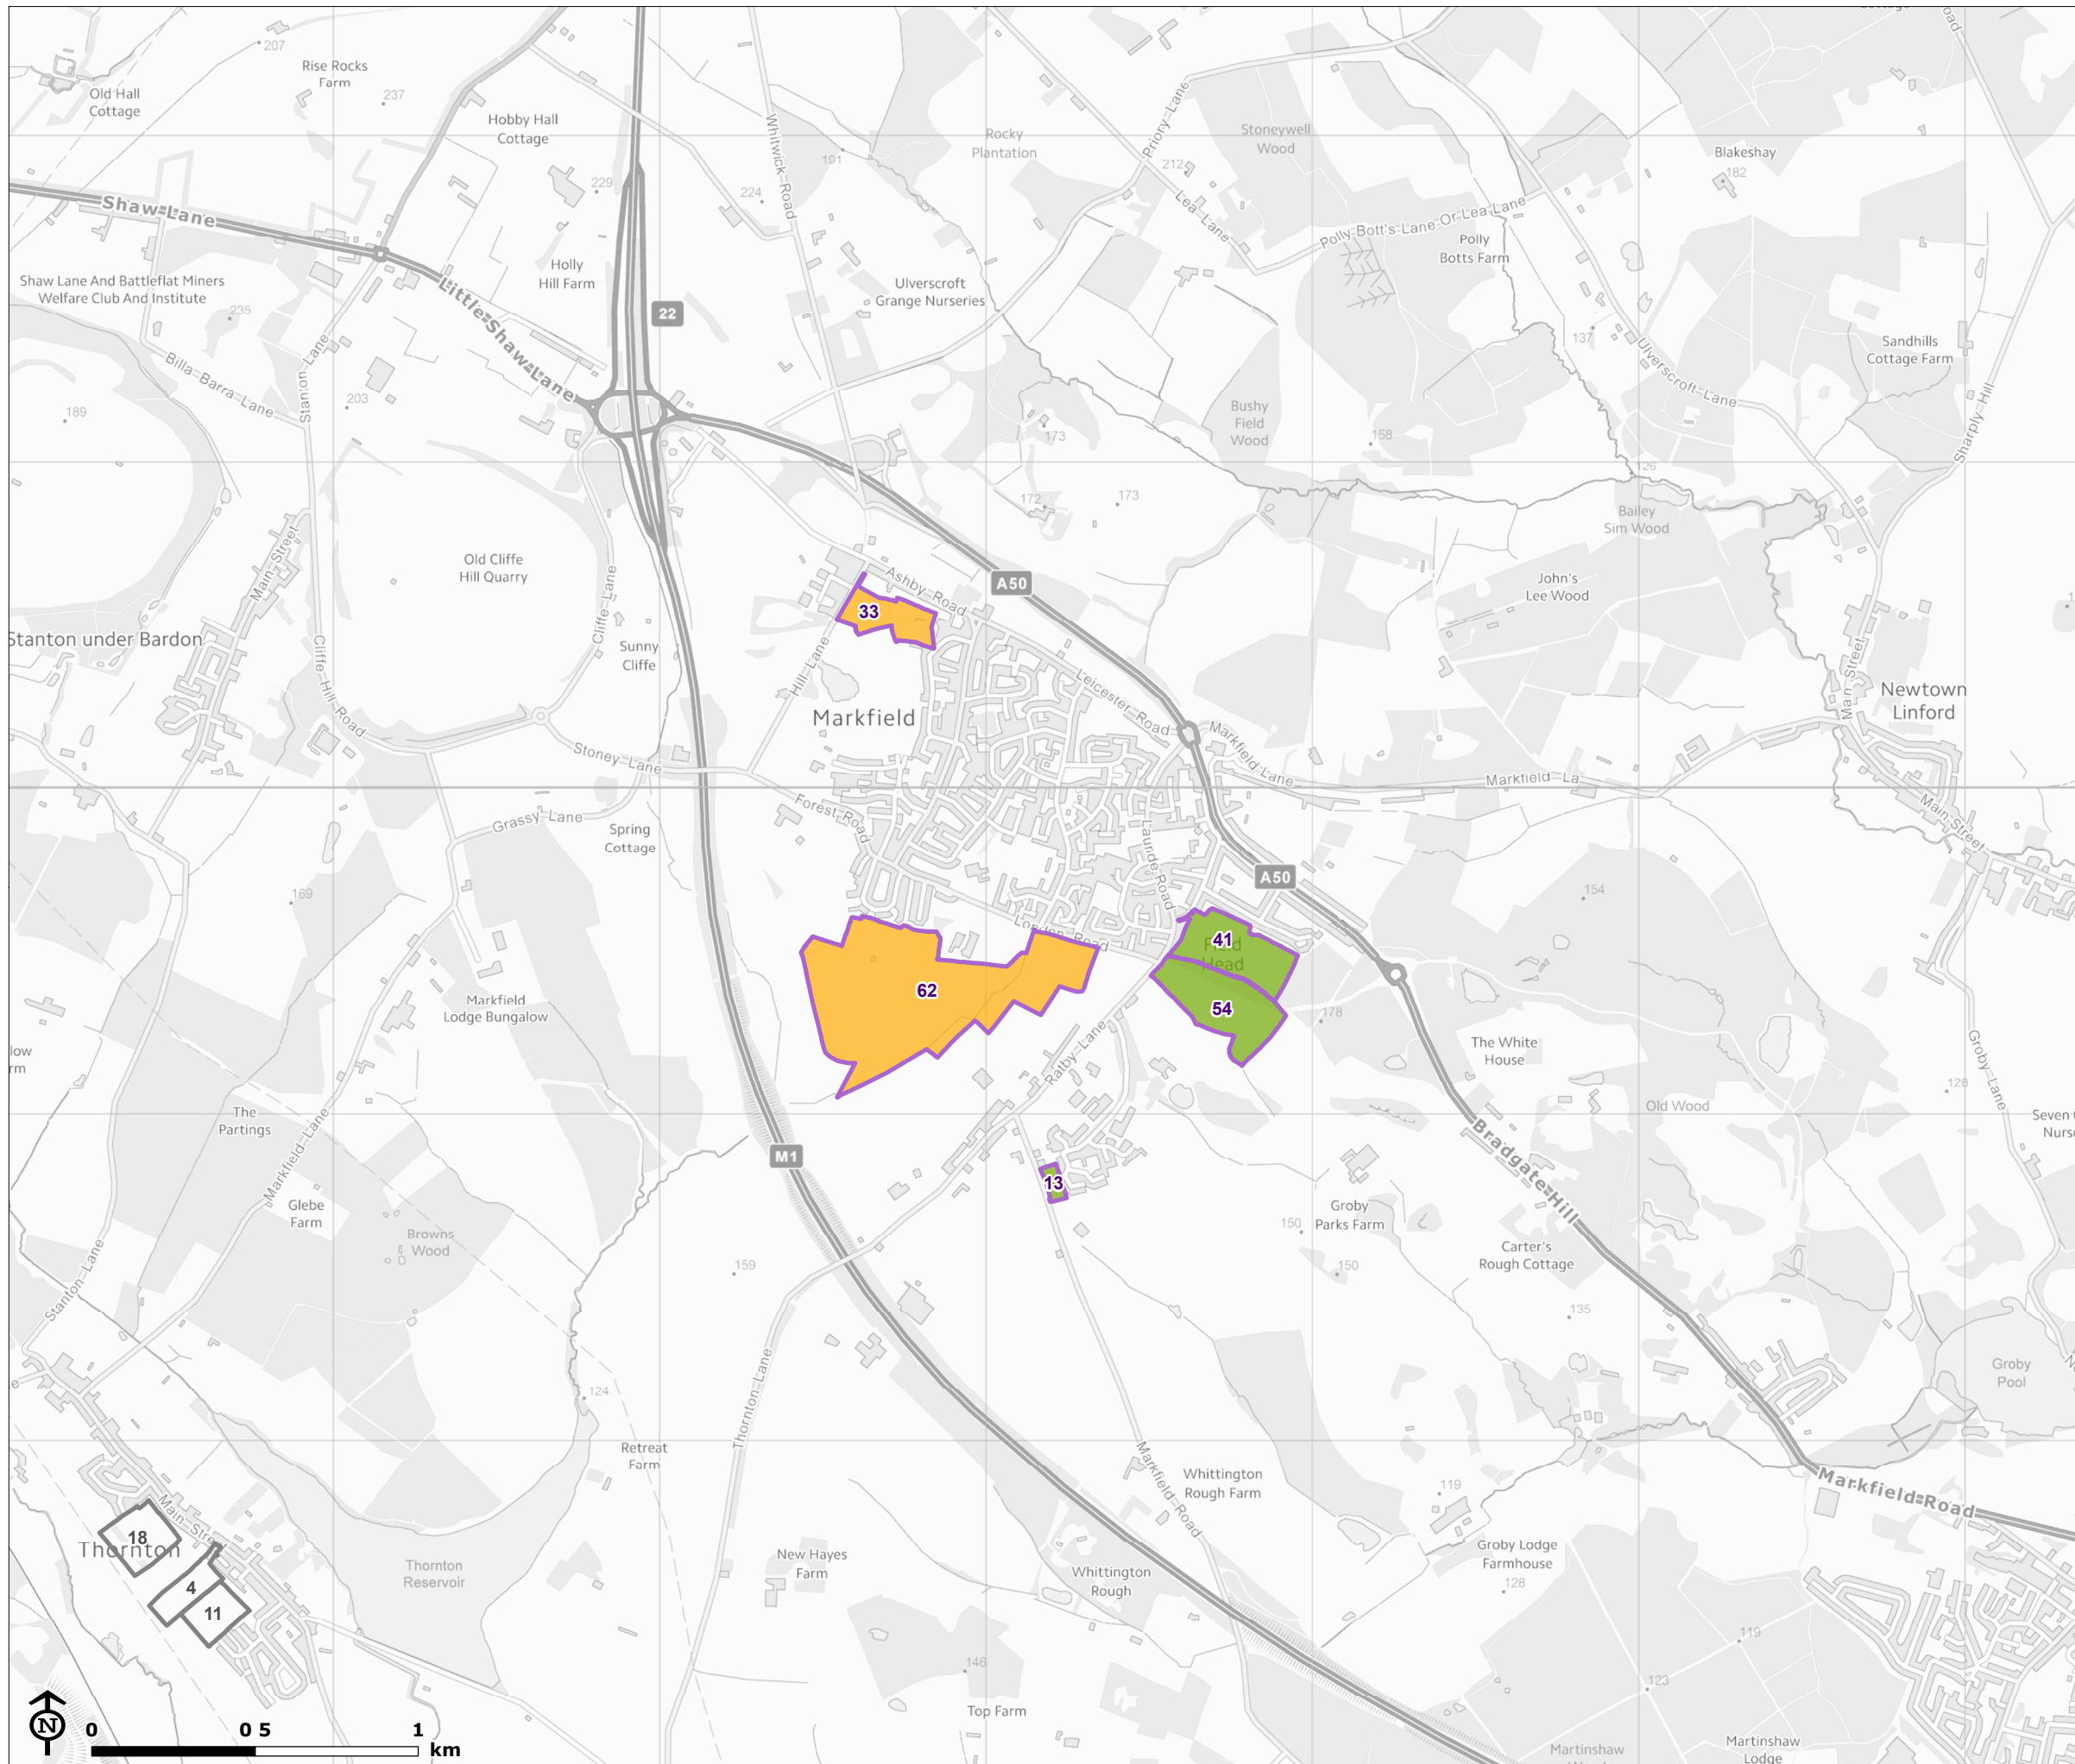 207
Rise Rocks
Farm
237
Old Hall
Cottage
Hobby Hall
Cottage
229
Whitwick Road
191
224
Rocky
Plantation
Priory Lane
212
Lea Lane
Stoneywell
Wood
Polly Bott's Lane Or Lea Lane
Polly
Botts Farm
Blakeshay
182
Shaw Lane
Shaw Lane And Battleflat Miners
Welfare Club And Institute
235
Little Shaw Lane
Holly
Hill Farm
22
Ulverscroft
Grange Nurseries
137
Ulverscroft Lane
Sandhills
Cottage Farm
Sharply Hill
Billa Barra Lane
Stanton Lane
203
189
173
Bushy
Field
Wood
158
126
172
173
Bailey
Sim Wood
Old Cliffe
Hill Quarry
Main Street
Cliffe Lane
Stanton under Bardon
Cliffe Hill Road
Sunny
Cliffe
Ashby Road
33
A50
Hill Lane
Leicester Road
John's
Lee Wood
Main Street
Newtown
Linford
Markfield
Stoney Lane
Markfield Lane
Markfield La
Main Street
Grassy Lane
Spring
Cottage
Forest Road
Launde Road
A50
169
154
London Road
41
Field
Head
62
54
178
Markfield
Lodge Bungalow
Ratby Lane
The White
House
Groby Lane
128
Old Wood
The
Partings
Markfield Lane
M1
Bradgate Hill
13
Glebe
Farm
Browns
Wood
Groby
Parks Farm
150
150
Carter's
Rough Cottage
159
135
Stanton Lane
124
Thornton Lane
Groby
Pool
Retreat
Farm
Markfield Road
Whittington
Rough Farm
119
Markfield Road
Main Street
18
Thornton
4
11
Thornton
Reservoir
New Hayes
Farm
Whittington
Rough
Groby Lodge
Farmhouse
128
119
146
123
Top Farm
Martinshaw
Martinshaw
Lodge
N
0 0 5 1
km